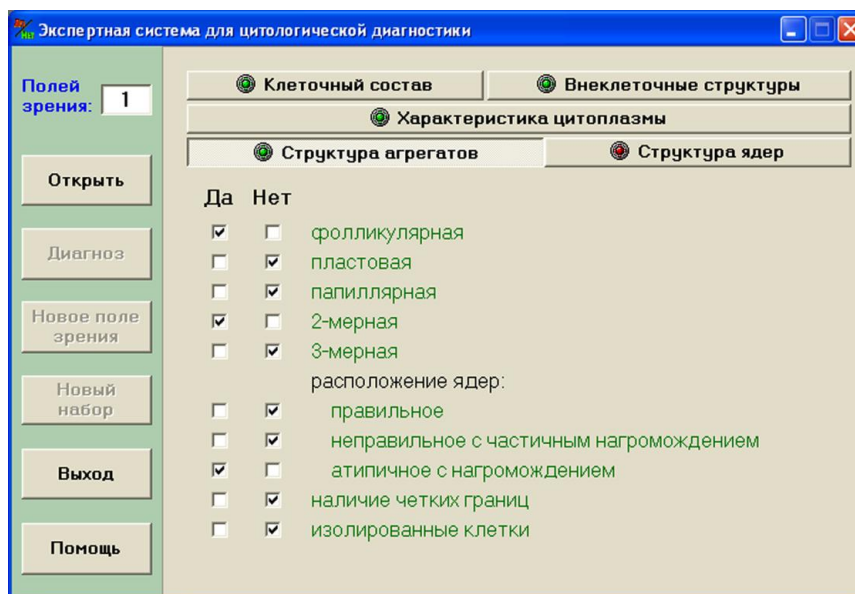 Экспертная система для цитологической диагностики
Полей
зрения: 1
Клеточный состав
Внеклеточные структуры
Характеристика цитоплазмы
Структура агрегатов
Структура ядер
Открыть
Диагноз
Новое поле
зрения
Новый
набор
Выход
Помощь
Да Нет
фолликулярная
пластовая
папиллярная
2-мерная
3-мерная
расположение ядер:
правильное
неправильное с частичным нагромождением
атипичное с нагромождением
наличие четких границ
изолированные клетки